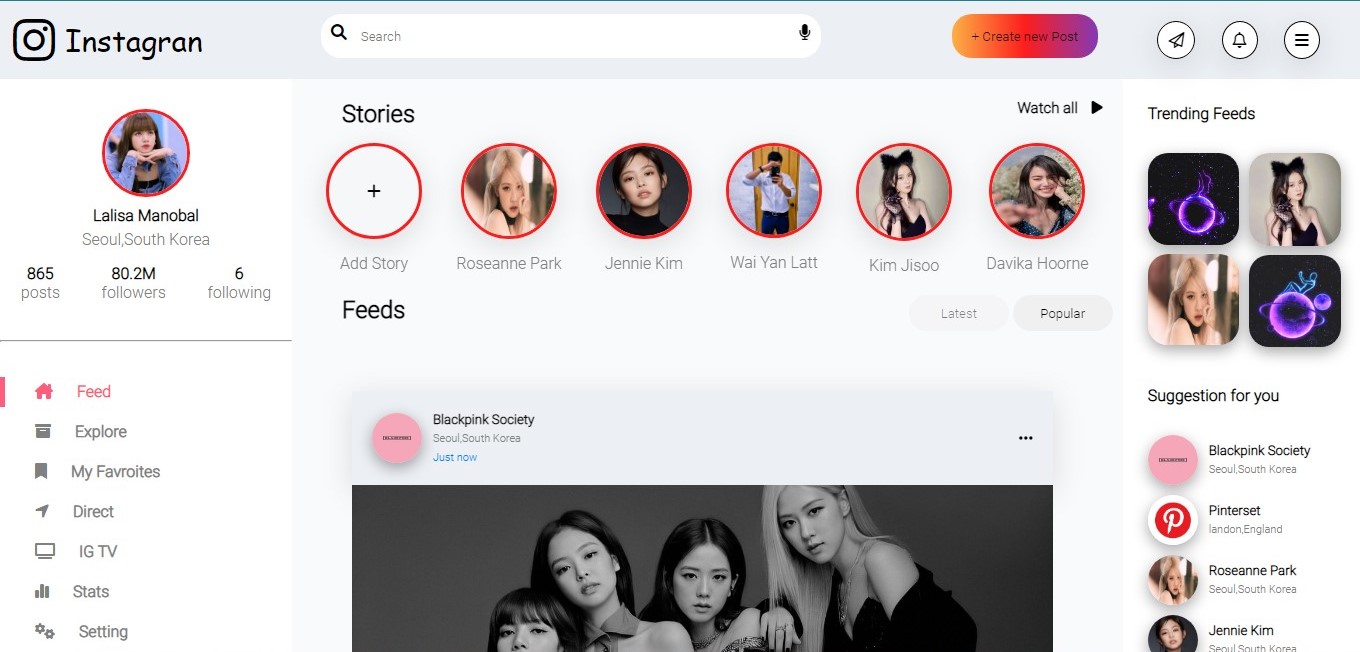 Instagran
Search
+ Create new Post
Lalisa Manobal
Seoul,South Korea
865
posts
80.2M
followers
6
following
Feed
Explore
My Favroites
Direct
IG TV
Stats
Setting
Stories
Watch all
+
Add Story
Roseanne Park
Jennie Kim
Wai Yan Latt
Kim Jisoo
Davika Hoorne
Feeds
Latest
Popular
Blackpink Society
Seoul,South Korea
Just now
Trending Feeds
Suggestion for you
Blackpink Society
Seoul,South Korea
Pinterset
landon,England
Roseanne Park
Seoul,South Korea
Jennie Kim
Seoul,South Korea